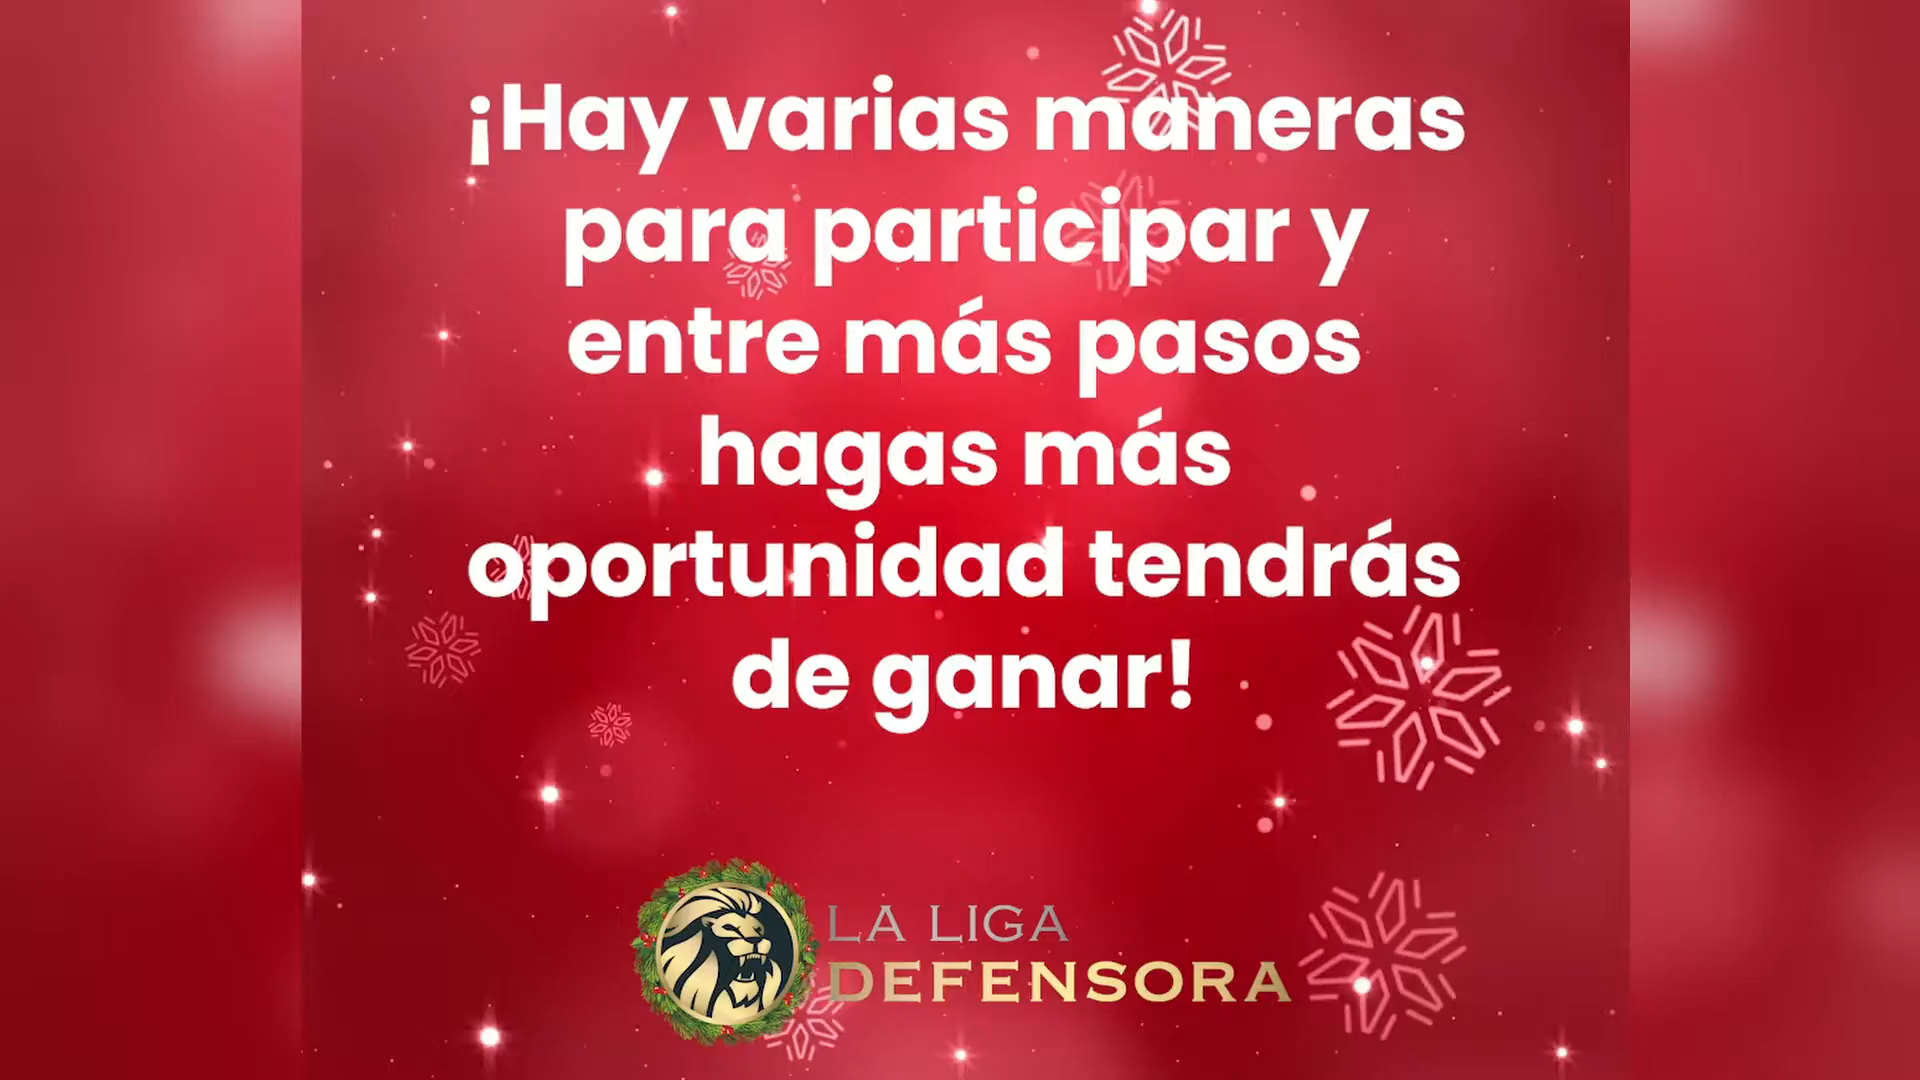 ¡Hay varias maneras
para participar y
entre más pasos
hagas más
oportunidad tendrás
de ganar!
LA LIGA
DEFENSORA